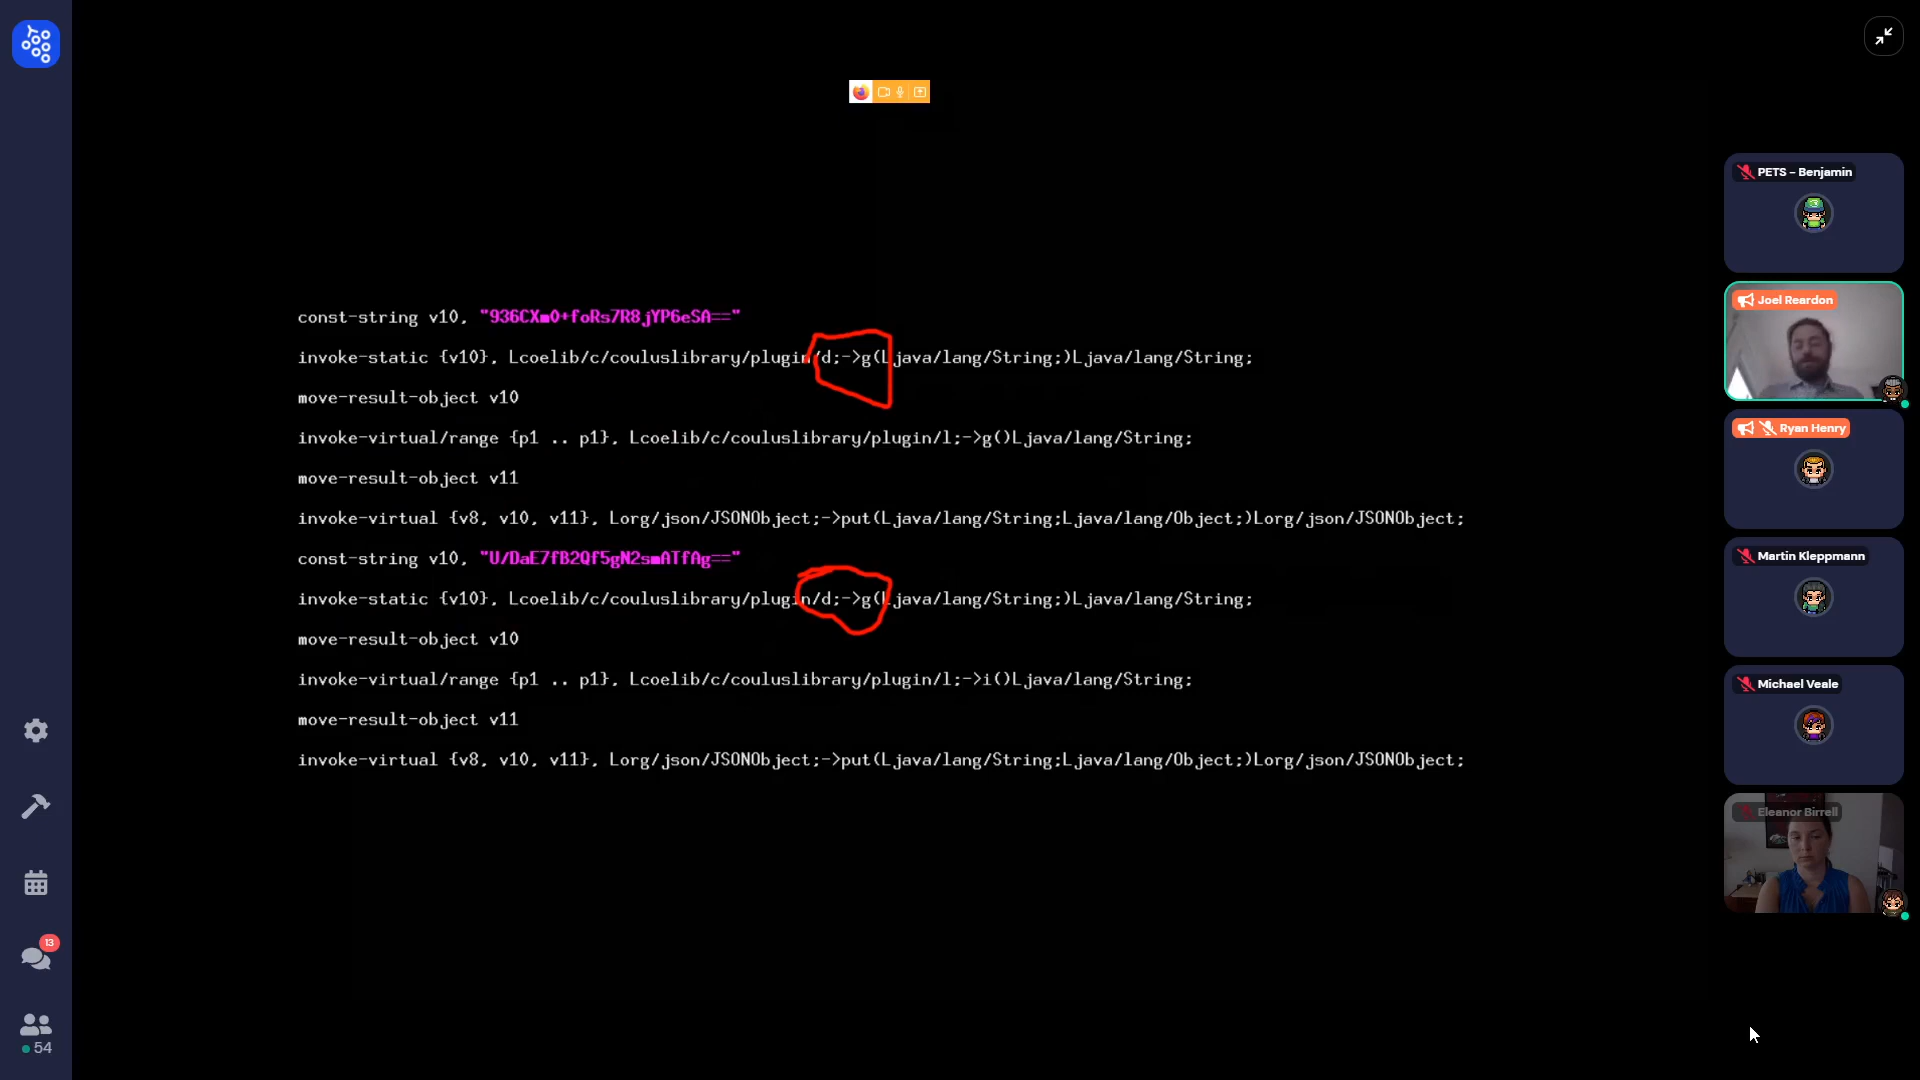 const-string v10, "936CXmO+foRs7R8jYP6eSA=="
invoke-static {v10}, Lcoelib/c/couluslibrary/plugin/d;->g(Ljava/lang/String;)Ljava/lang/String;
move-result-object v10
invoke-virtual/range {p1 .. p1}, Lcoelib/c/couluslibrary/plugin/l;->g()Ljava/lang/String;
move-result-object v11
invoke-virtual {v8, v10, v11}, Lorg/json/JSONObject;->put(Ljava/lang/String;Ljava/lang/Object;)Lorg/json/JSONObject;
const-string v10, "U/DaE7fB2Qf5gN2smATfAg=="
invoke-static {v10}, Lcoelib/c/couluslibrary/plugin/d;->g(Ljava/lang/String;)Ljava/lang/String;
move-result-object v10
invoke-virtual/range {p1 .. p1}, Lcoelib/c/couluslibrary/plugin/l;->i()Ljava/lang/String;
move-result-object v11
invoke-virtual {v8, v10, v11}, Lorg/json/JSONObject;->put(Ljava/lang/String;Ljava/lang/Object;)Lorg/json/JSONObject;
PETS - Benjamin
Joel Reardon
Ryan Henry
Martin Kleppmann
Michael Veale
Eleanor Birrell
13
54